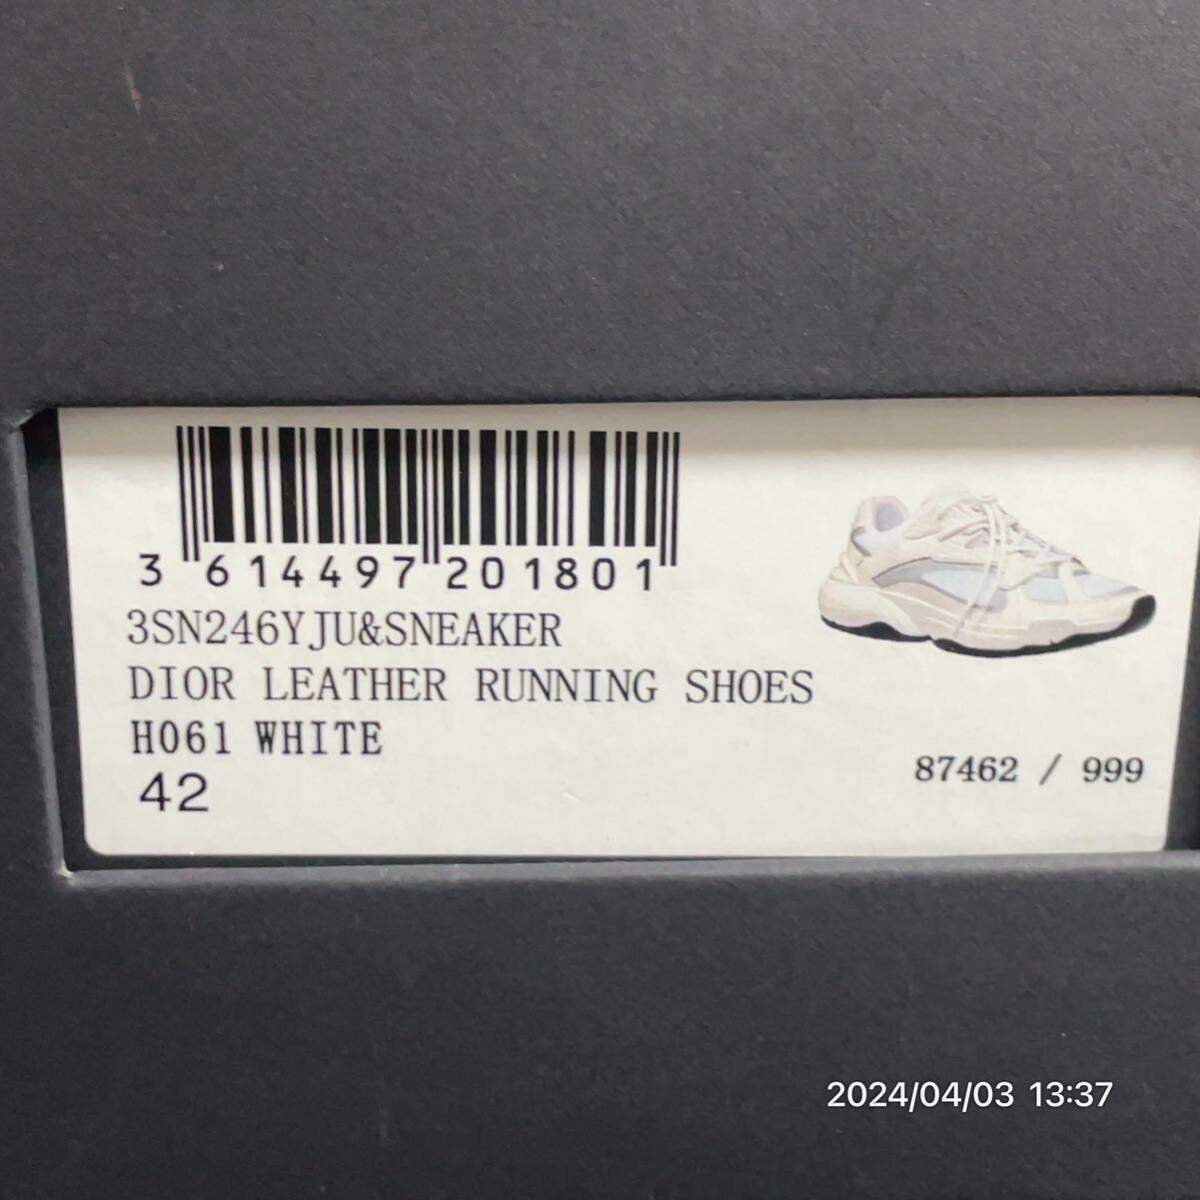 3 614497 201801
3SN246YJU&SNEAKER
DIOR LEATHER RUNNING SHOES
H061 WHITE
42
87462 / 999
2024/04/03 13:37